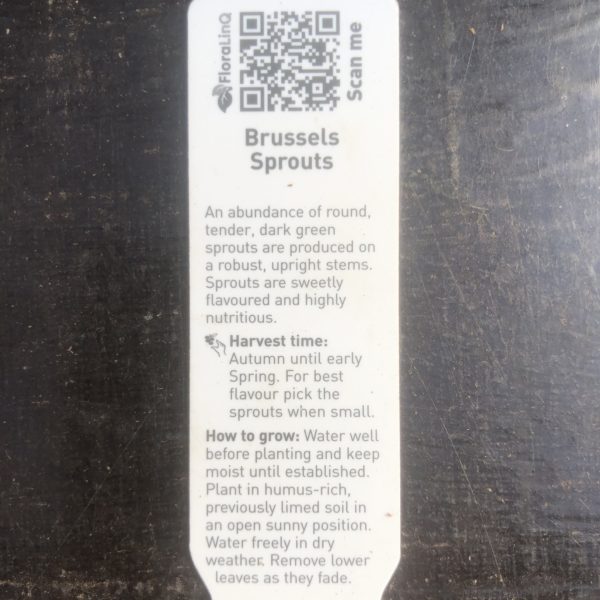 FloraLinQ
Scan me
Brussels
Sprouts
An abundance of round,
tender, dark green
sprouts are produced on
a robust, upright stems.
Sprouts are sweetly
flavoured and highly
nutritious.
Harvest time:
Autumn until early
Spring. For best
flavour pick the
sprouts when small.
How to grow: Water well
before planting and keep
moist until established.
Plant in humus-rich,
previously limed soil in
an open sunny position.
Water freely in dry
weather. Remove lower
leaves as they fade.